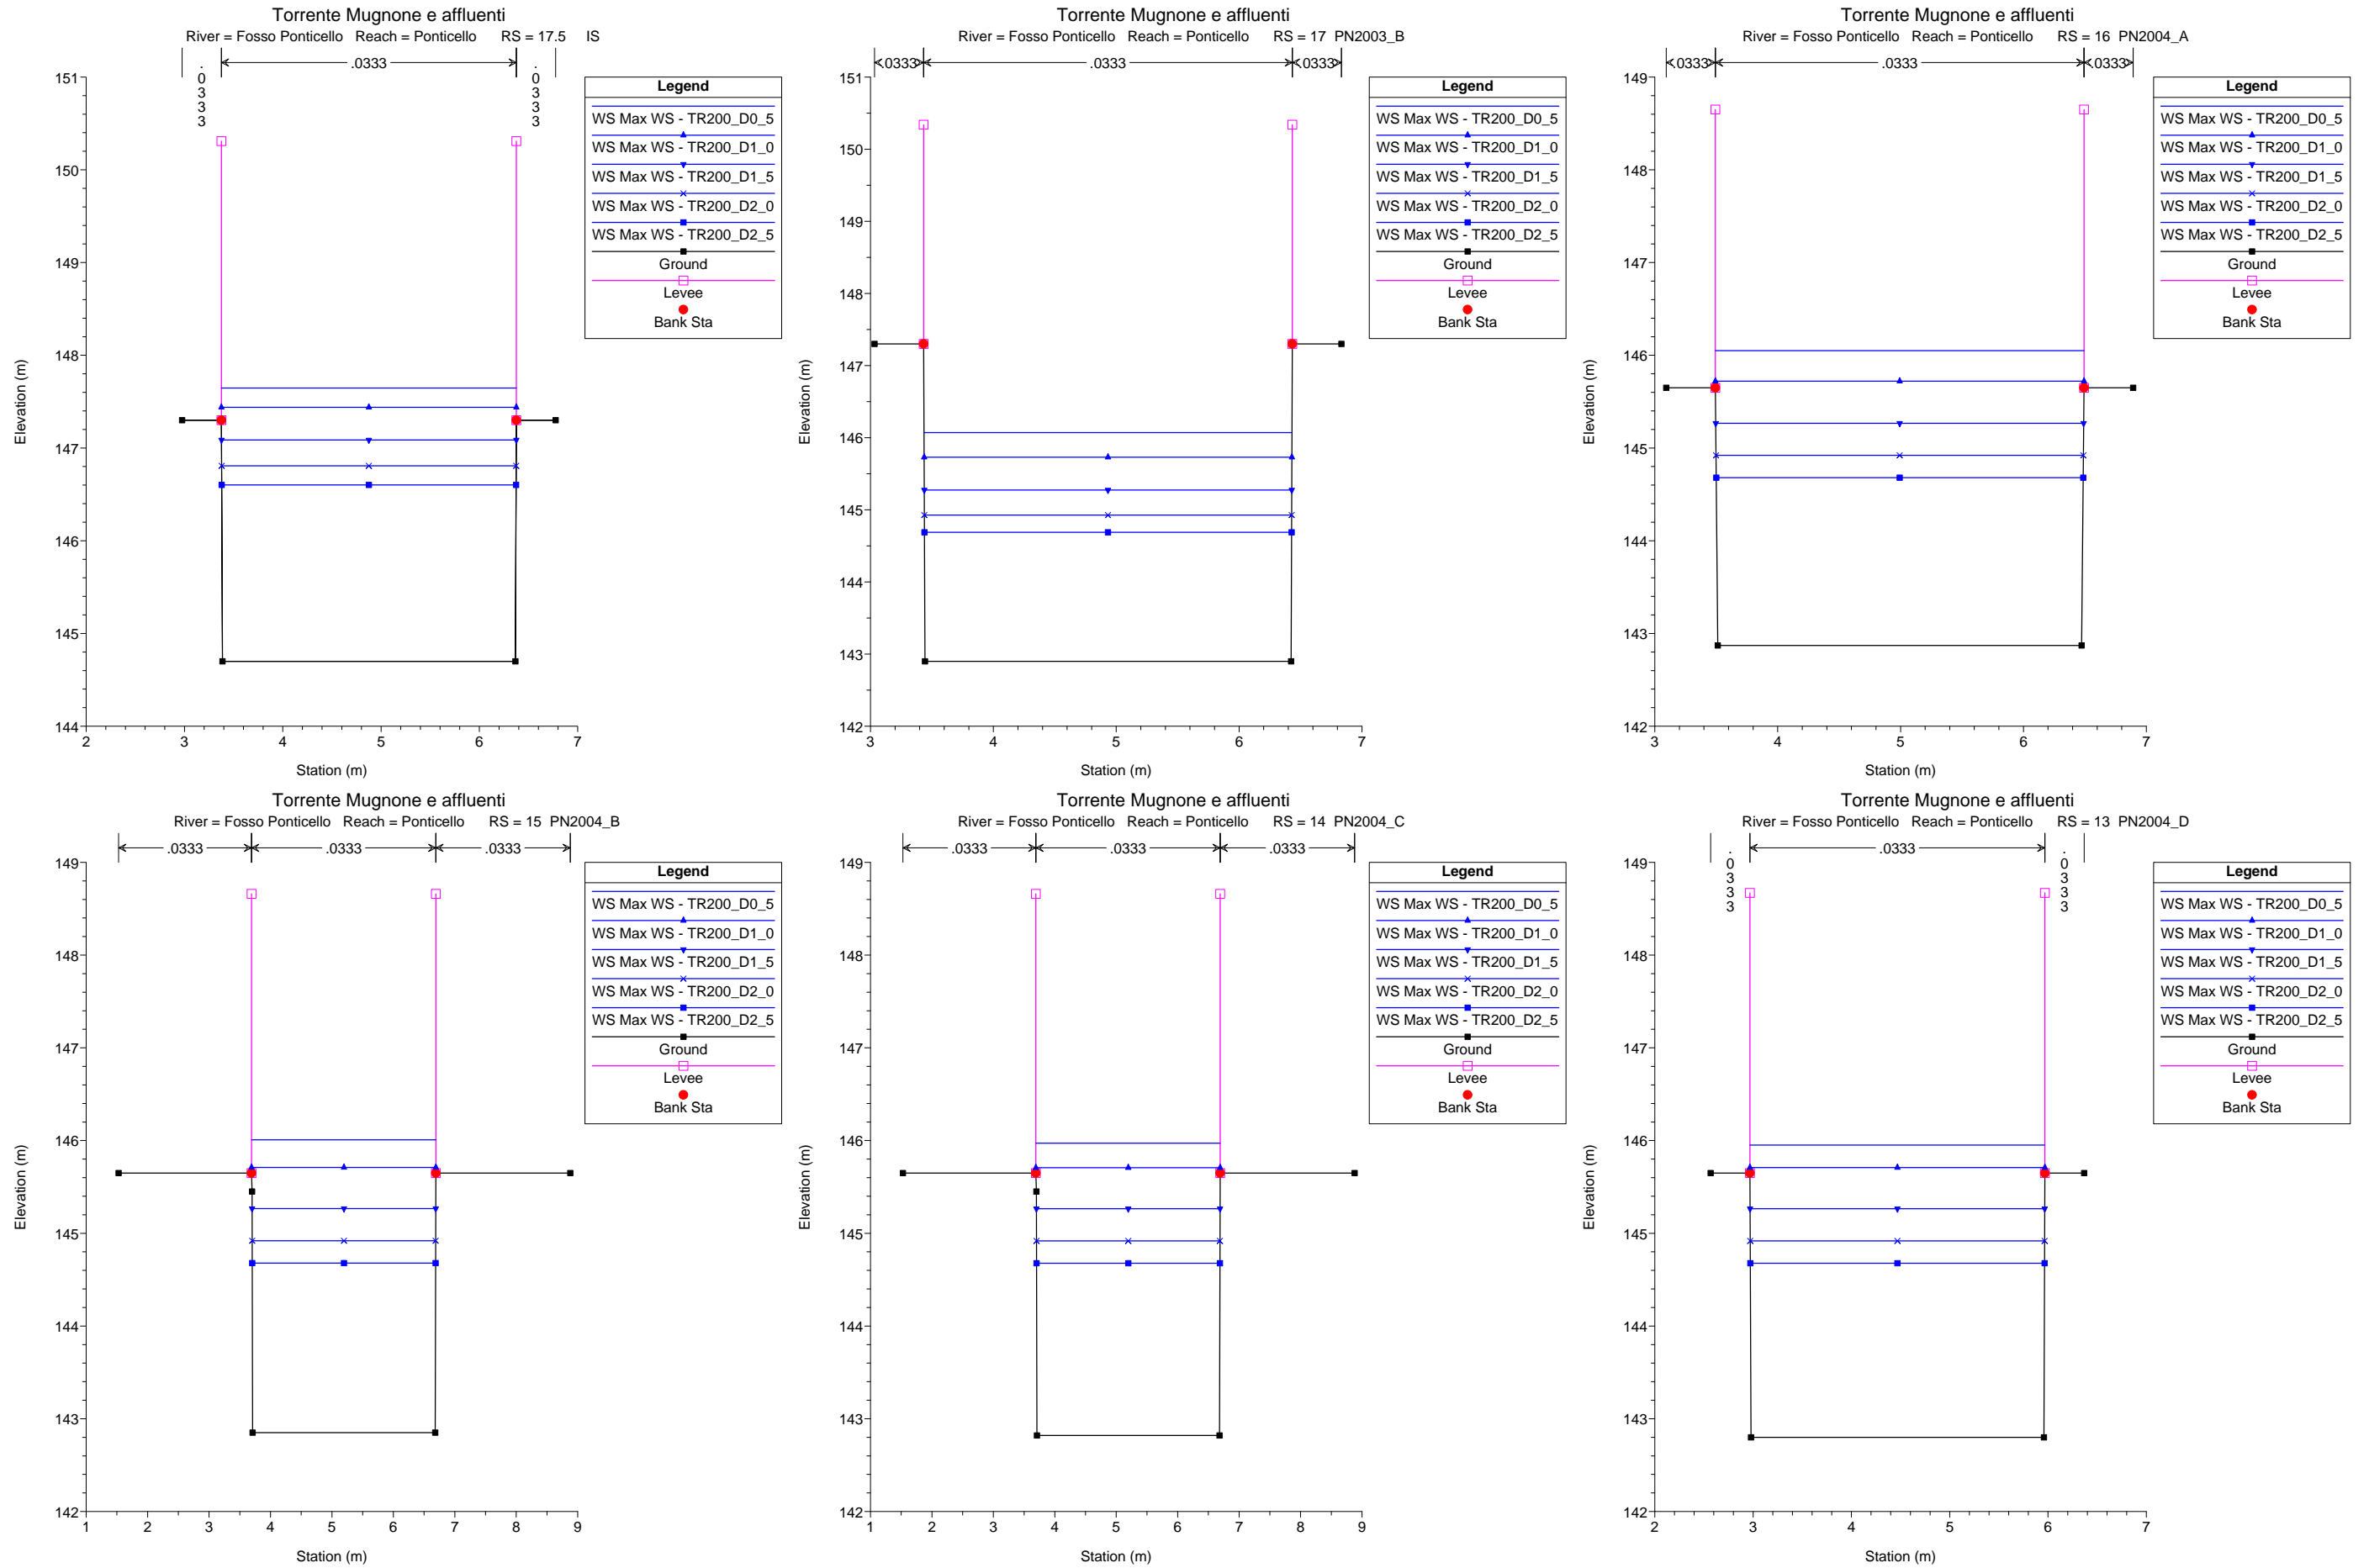 Torrente Mugnone e affluenti
River = Fosso Ponticello Reach = Ponticello RS = 17.5 IS
.0333 .0333 .0333
Elevation (m)
151
150
149
148
147
146
145
144
2 3 4 5 6 7
Station (m)
Legend
WS Max WS - TR200_D0_5
WS Max WS - TR200_D1_0
WS Max WS - TR200_D1_5
WS Max WS - TR200_D2_0
WS Max WS - TR200_D2_5
Ground
Levee
Bank Sta
Torrente Mugnone e affluenti
River = Fosso Ponticello Reach = Ponticello RS = 17 PN2003_B
.0333 .0333 .0333
Elevation (m)
151
150
149
148
147
146
145
144
143
142
3 4 5 6 7
Station (m)
Legend
WS Max WS - TR200_D0_5
WS Max WS - TR200_D1_0
WS Max WS - TR200_D1_5
WS Max WS - TR200_D2_0
WS Max WS - TR200_D2_5
Ground
Levee
Bank Sta
Torrente Mugnone e affluenti
River = Fosso Ponticello Reach = Ponticello RS = 16 PN2004_A
.0333 .0333 .0333
Elevation (m)
149
148
147
146
145
144
143
142
3 4 5 6 7
Station (m)
Legend
WS Max WS - TR200_D0_5
WS Max WS - TR200_D1_0
WS Max WS - TR200_D1_5
WS Max WS - TR200_D2_0
WS Max WS - TR200_D2_5
Ground
Levee
Bank Sta
Torrente Mugnone e affluenti
River = Fosso Ponticello Reach = Ponticello RS = 15 PN2004_B
.0333 .0333 .0333
Elevation (m)
149
148
147
146
145
144
143
142
1 2 3 4 5 6 7 8 9
Station (m)
Legend
WS Max WS - TR200_D0_5
WS Max WS - TR200_D1_0
WS Max WS - TR200_D1_5
WS Max WS - TR200_D2_0
WS Max WS - TR200_D2_5
Ground
Levee
Bank Sta
Torrente Mugnone e affluenti
River = Fosso Ponticello Reach = Ponticello RS = 14 PN2004_C
.0333 .0333 .0333
Elevation (m)
149
148
147
146
145
144
143
142
1 2 3 4 5 6 7 8 9
Station (m)
Legend
WS Max WS - TR200_D0_5
WS Max WS - TR200_D1_0
WS Max WS - TR200_D1_5
WS Max WS - TR200_D2_0
WS Max WS - TR200_D2_5
Ground
Levee
Bank Sta
Torrente Mugnone e affluenti
River = Fosso Ponticello Reach = Ponticello RS = 13 PN2004_D
.0333 .0333 .0333
Elevation (m)
149
148
147
146
145
144
143
142
2 3 4 5 6 7
Station (m)
Legend
WS Max WS - TR200_D0_5
WS Max WS - TR200_D1_0
WS Max WS - TR200_D1_5
WS Max WS - TR200_D2_0
WS Max WS - TR200_D2_5
Ground
Levee
Bank Sta